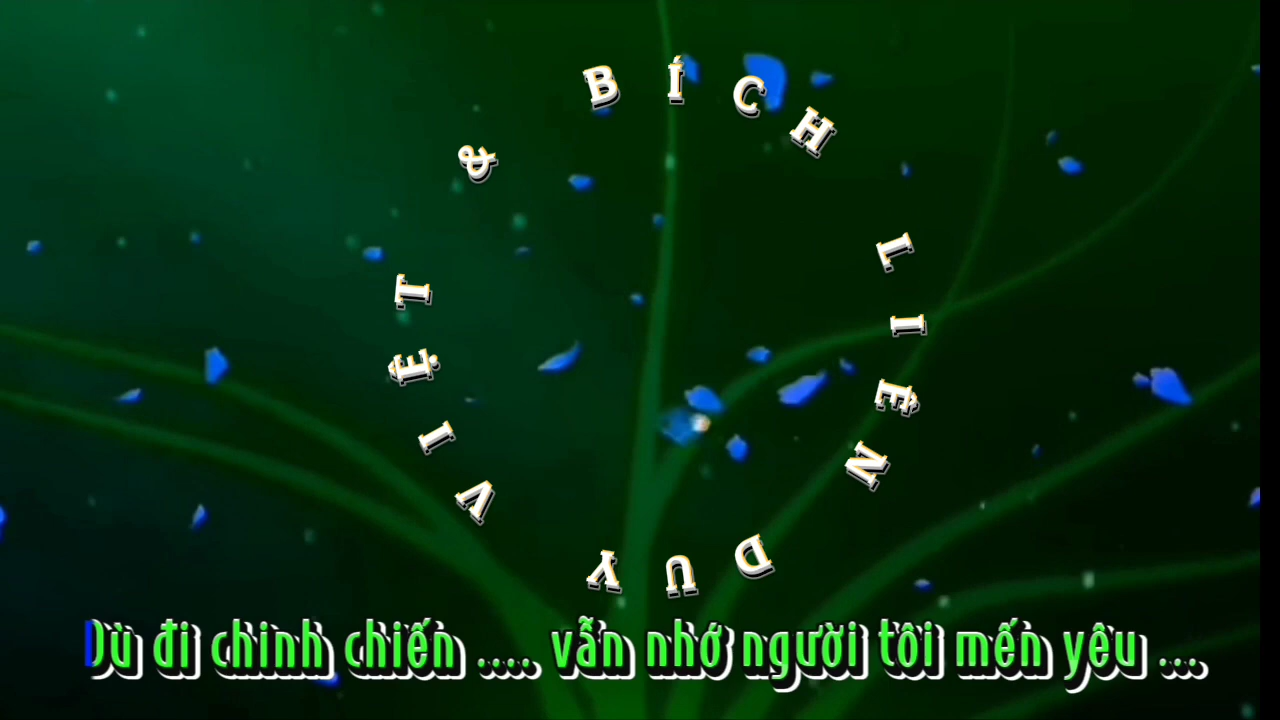 DUY VIỆT & BÍCH LIÊN
Dù đi chinh chiến .... vẫn nhớ người tôi mến yêu ...